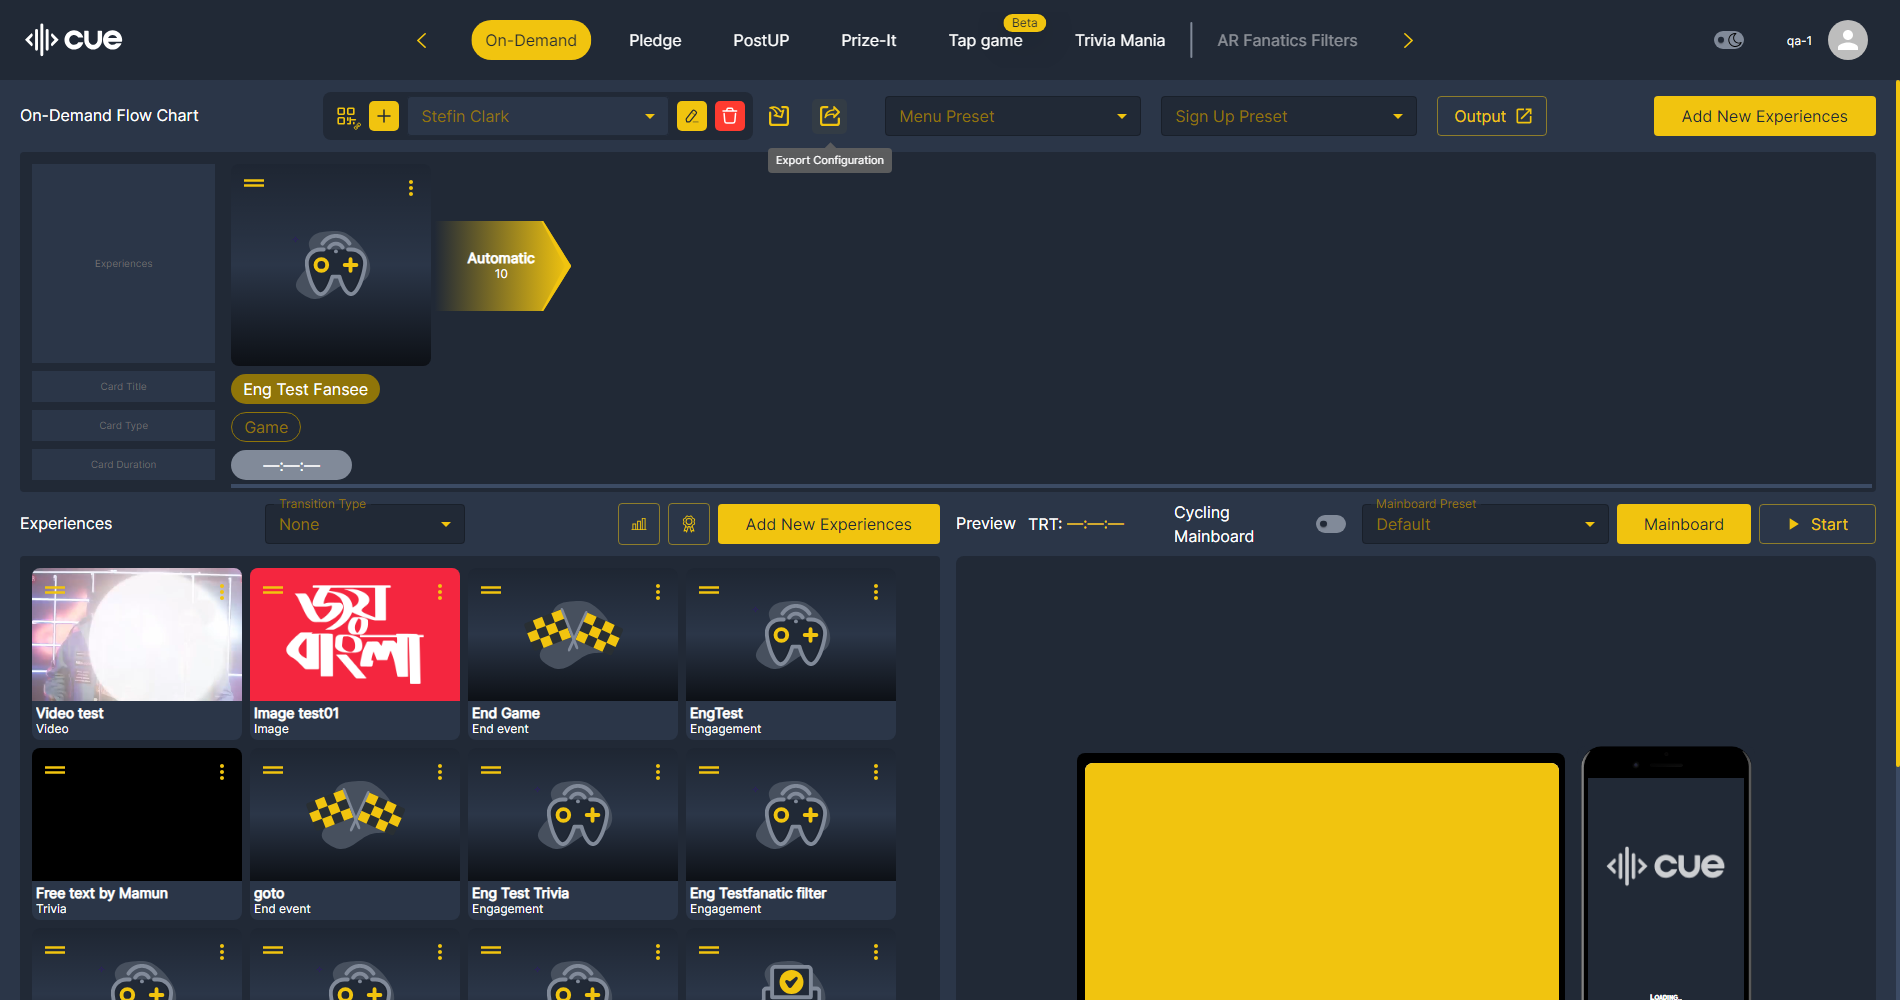 cue
On-Demand
Pledge
PostUP
Prize-It
Tap game
Beta
Trivia Mania
AR Fanatics Filters
qa-1
On-Demand Flow Chart
Stefin Clark
Menu Preset
Sign Up Preset
Output
Add New Experiences
Export Configuration
Experiences
Automatic
10
Card Title
Eng Test Fansee
Card Type
Game
Card Duration
—:—:—
Experiences
Transition Type
None
Add New Experiences
Preview
TRT: —:—:—
Cycling
Mainboard
Mainboard Preset
Default
Mainboard
Start
জয়
বাংলা
Video test
Video
Image test01
Image
End Game
End event
EngTest
Engagement
Free text by Mamun
Trivia
goto
End event
Eng Test Trivia
Engagement
Eng Testfanatic filter
Engagement
cue
LOADING...